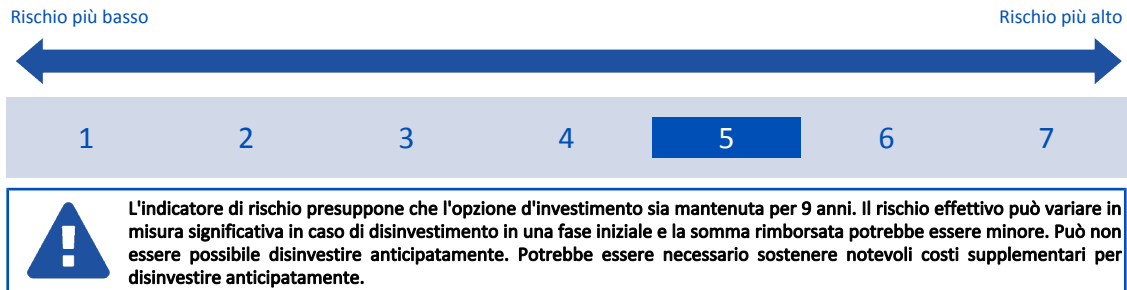 Rischio più basso Rischio più alto
1 2 3 4 5 6 7
L'indicatore di rischio presuppone che l'opzione d'investimento sia mantenuta per 9 anni. Il rischio effettivo può variare in
misura significativa in caso di disinvestimento in una fase iniziale e la somma rimborsata potrebbe essere minore. Può non
essere possibile disinvestire anticipatamente. Potrebbe essere necessario sostenere notevoli costi supplementari per
disinvestire anticipatamente.